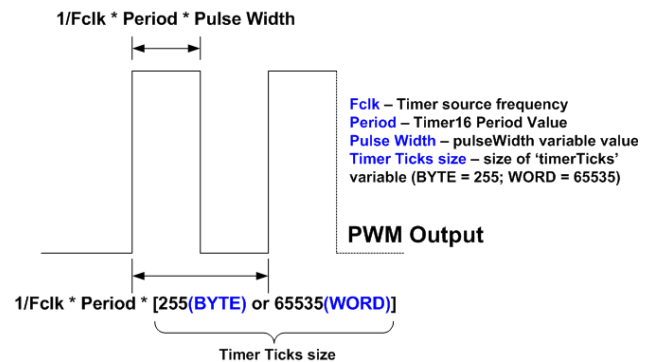 1/Fclk * Period * Pulse Width
Fclk – Timer source frequency
Period – Timer16 Period Value
Pulse Width – pulseWidth variable value
Timer Ticks size – size of 'timerTicks'
variable (BYTE = 255; WORD = 65535)
PWM Output
1/Fclk * Period * [255(BYTE) or 65535(WORD)]
Timer Ticks size